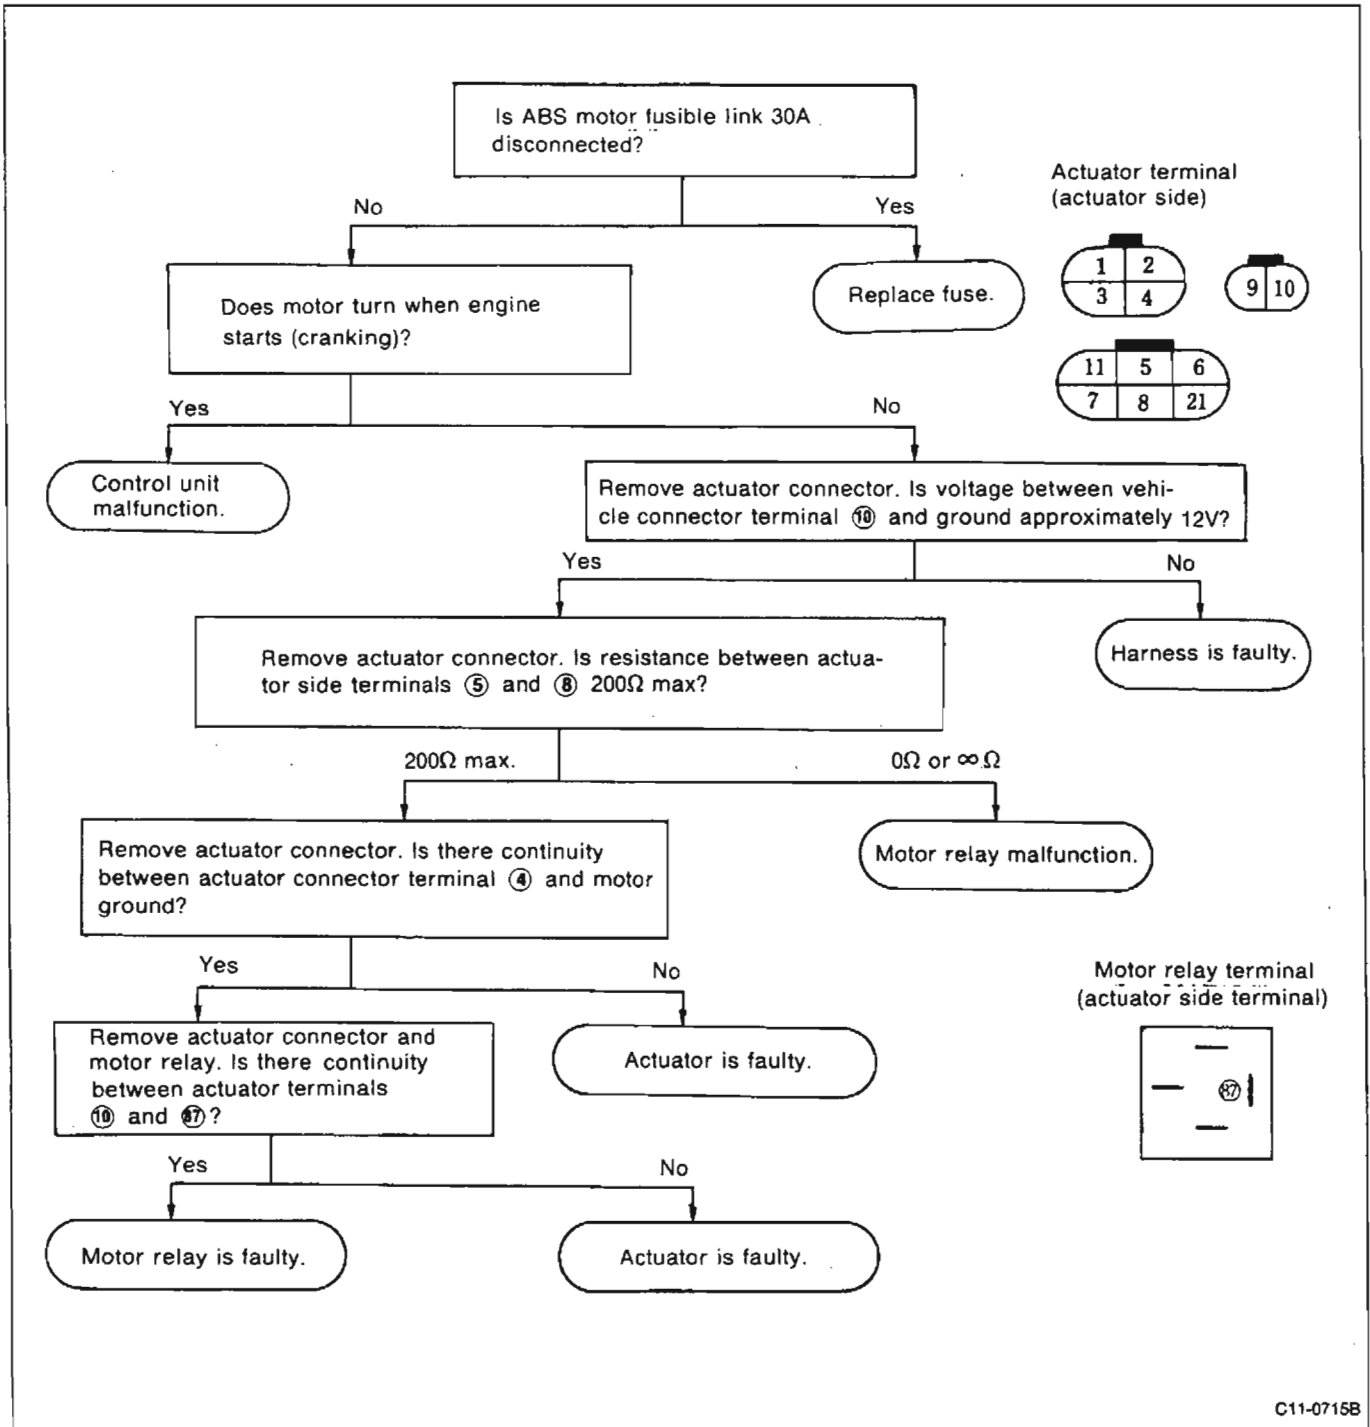 Is ABS motor fusible link 30A
disconnected?
Actuator terminal
(actuator side)
No
Yes
1 2
3 4
9 10
Does motor turn when engine
starts (cranking)?
Replace fuse.
11 5 6
7 8 21
Yes
No
Control unit
malfunction.
Remove actuator connector. Is voltage between vehi-
cle connector terminal ⑩ and ground approximately 12V?
Yes
No
Remove actuator connector. Is resistance between actua-
tor side terminals ⑤ and ⑧ 200Ω max?
Harness is faulty.
200Ω max.
0Ω or ∞Ω
Remove actuator connector. Is there continuity
between actuator connector terminal ④ and motor
ground?
Motor relay malfunction.
Yes
No
Motor relay terminal
(actuator side terminal)
Remove actuator connector and
motor relay. Is there continuity
between actuator terminals
⑩ and 87?
Actuator is faulty.
87
Yes
No
Motor relay is faulty.
Actuator is faulty.
C11-0715B